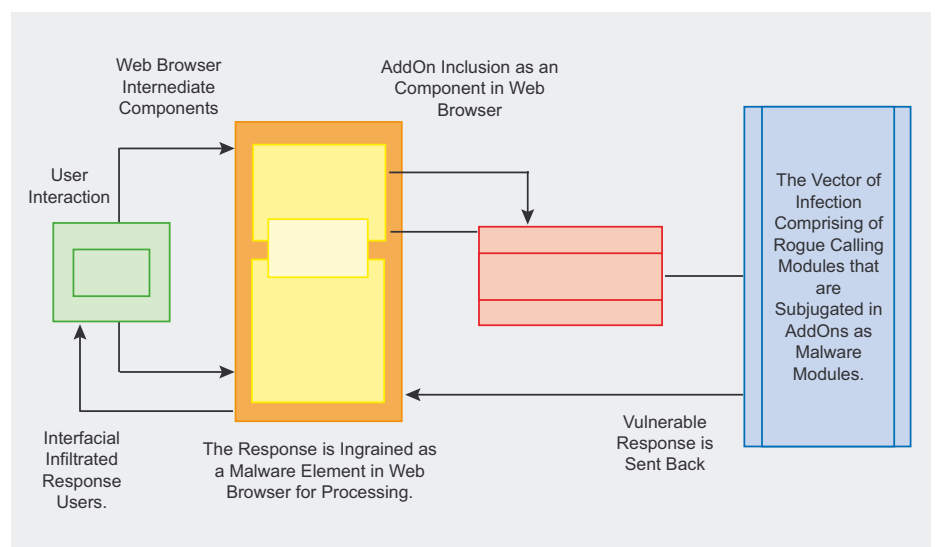 Web Browser
Internediate
Components
AddOn Inclusion as an
Component in Web
Browser
User
Interaction
The Vector of
Infection
Comprising of
Rogue Calling
Modules that
are
Subjugated in
AddOns as
Malware
Modules.
Interfacial
Infiltrated
Response
Users.
The Response is Ingrained as
a Malware Element in Web
Browser for Processing.
Vulnerable
Response is
Sent Back